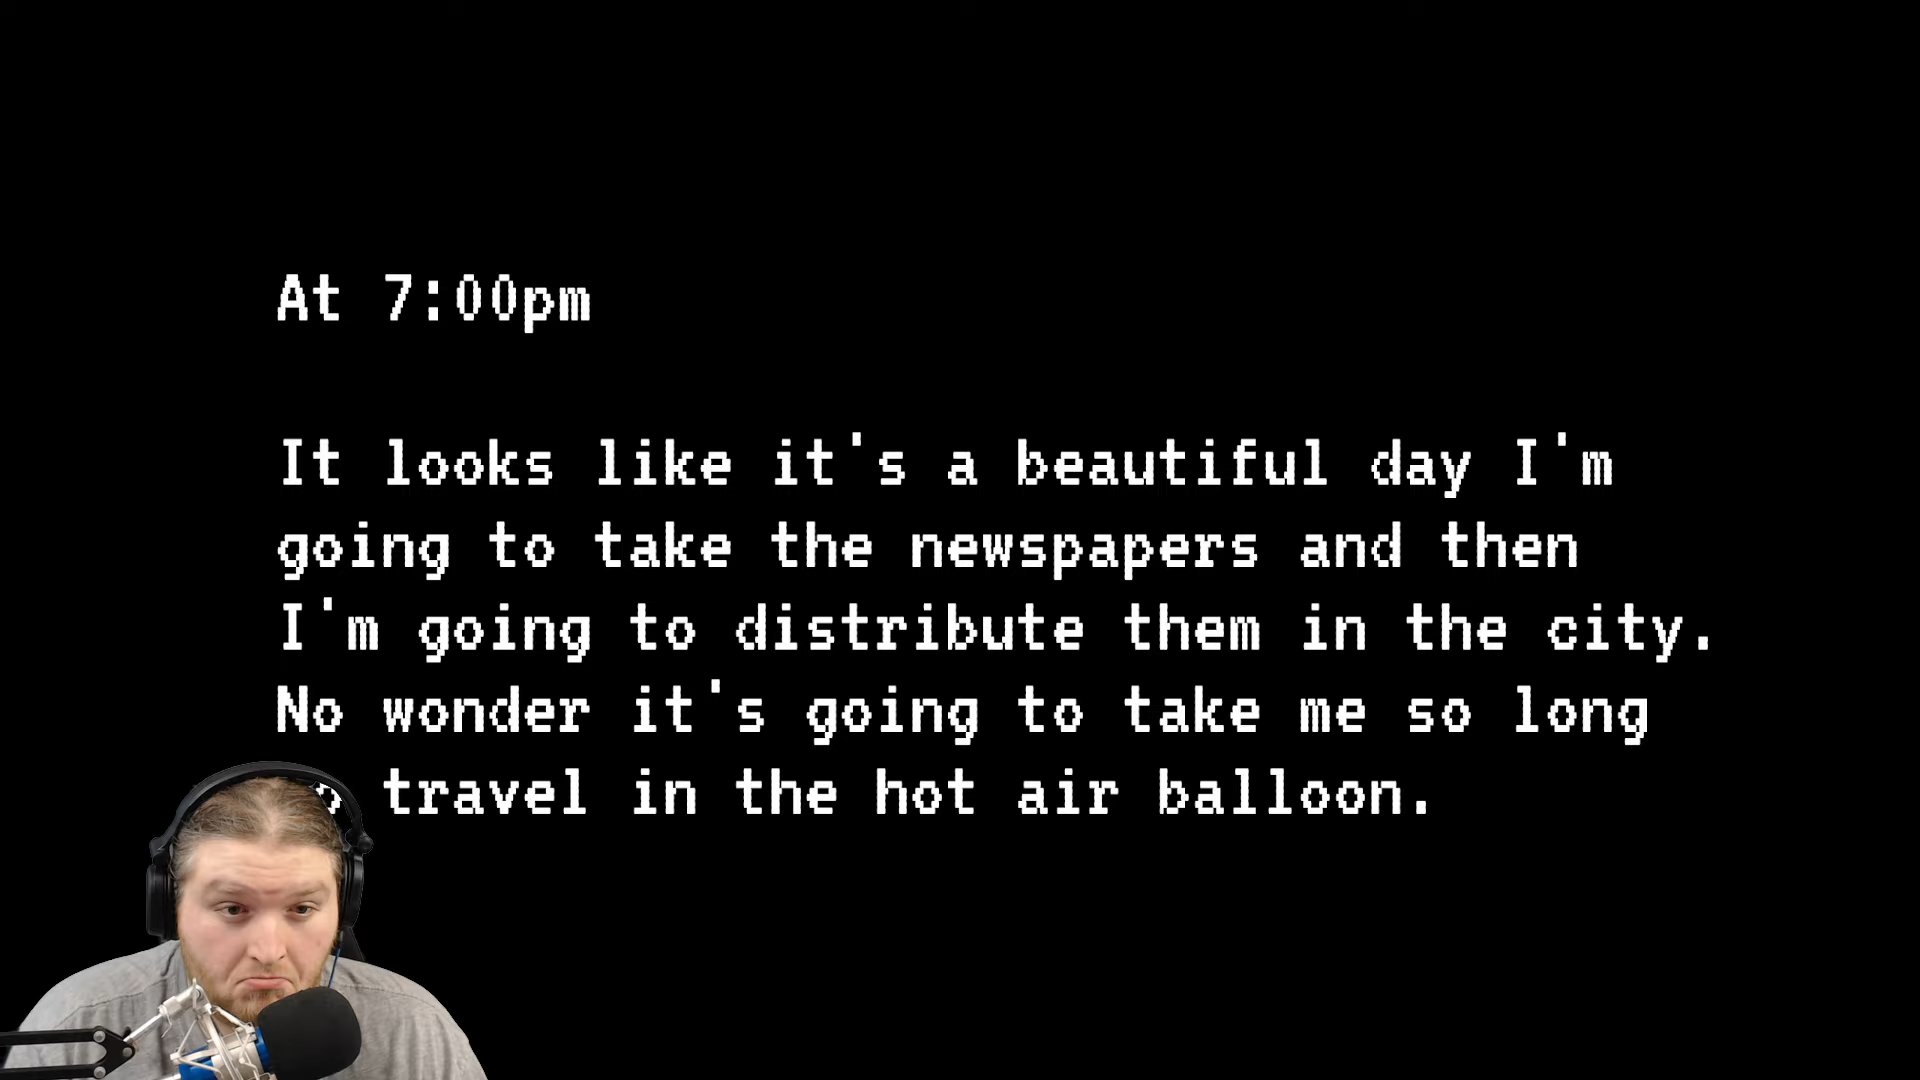 At 7:00pm
It looks like it's a beautiful day I'm
going to take the newspapers and then
I'm going to distribute them in the city.
No wonder it's going to take me so long
travel in the hot air balloon.